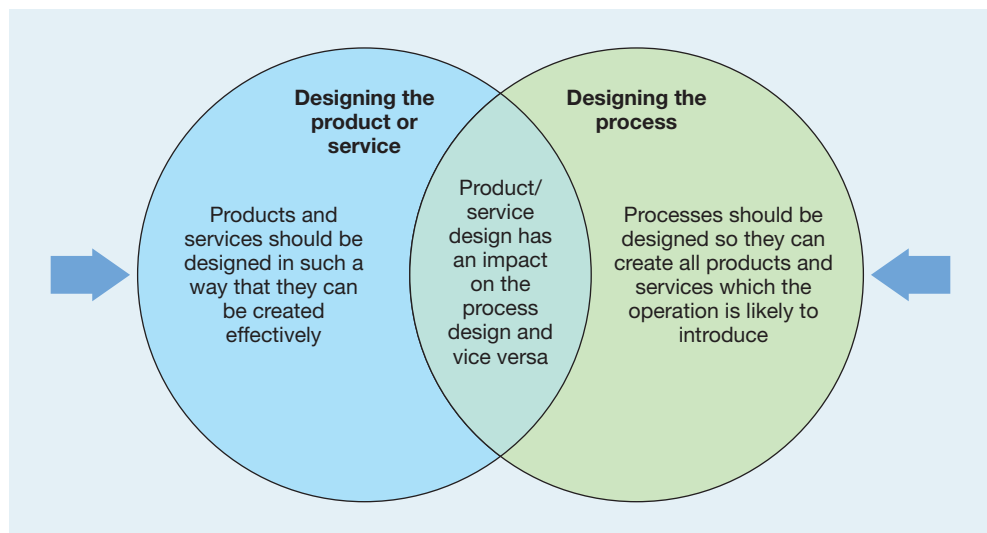 Designing the
product or
service
Products and
services should be
designed in such a
way that they can
be created
effectively
Product/
service
design has
an impact
on the
process
design and
vice versa
Designing the
process
Processes should be
designed so they can
create all products and
services which the
operation is likely to
introduce